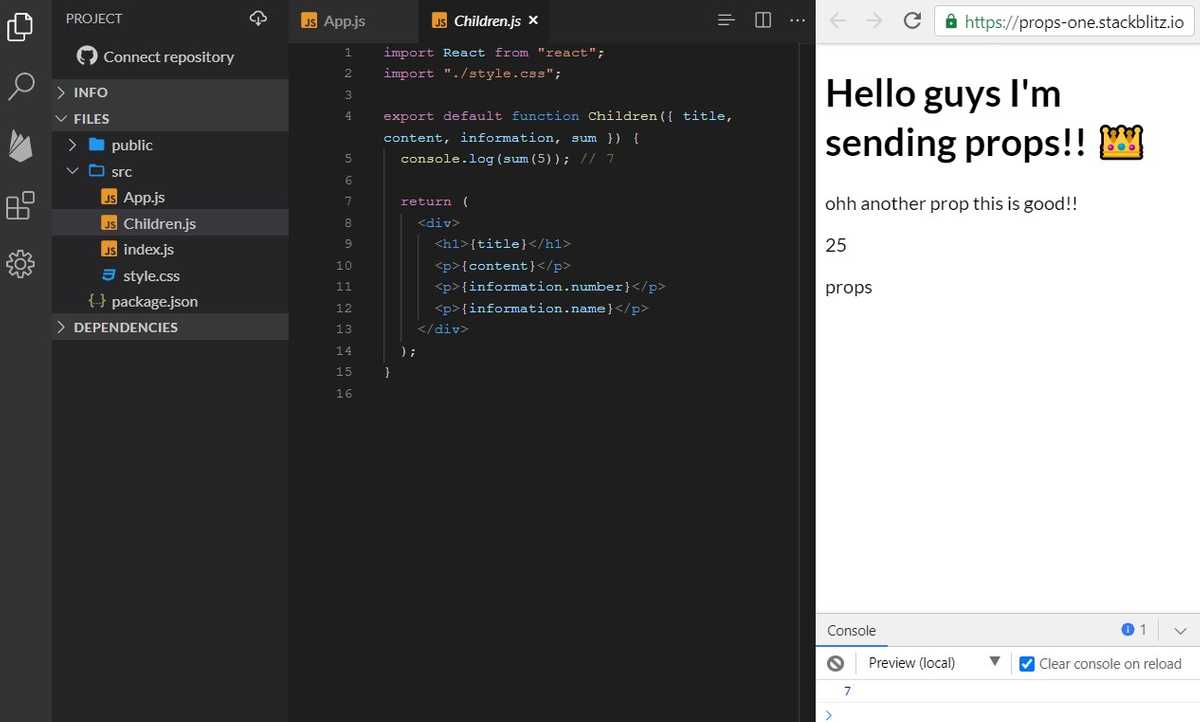 PROJECT
Connect repository
INFO
FILES
public
src
JS App.js
JS Children.js
JS index.js
style.css
{..} package.json
DEPENDENCIES
JS App.js
JS Children.js ×
1 import React from "react";
2 import "./style.css";
3
4 export default function Children({ title,
content, information, sum }) {
5 console.log(sum(5)); // 7
6
7 return (
8 <div>
9 <h1>{title}</h1>
10 <p>{content}</p>
11 <p>{information.number}</p>
12 <p>{information.name}</p>
13 </div>
14 );
15 }
16
https://props-one.stackblitz.io
Hello guys I'm
sending props!! 👑
ohh another prop this is good!!
25
props
Console
1
Preview (local)
Clear console on reload
7